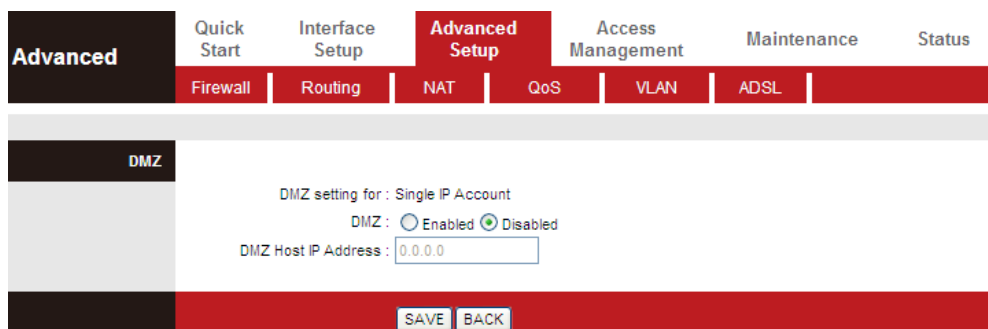 Advanced
Quick Start
Interface Setup
Advanced Setup
Access Management
Maintenance
Status
Firewall
Routing
NAT
QoS
VLAN
ADSL
DMZ
DMZ setting for : Single IP Account
DMZ : Enabled Disabled
DMZ Host IP Address : 0.0.0.0
SAVE BACK